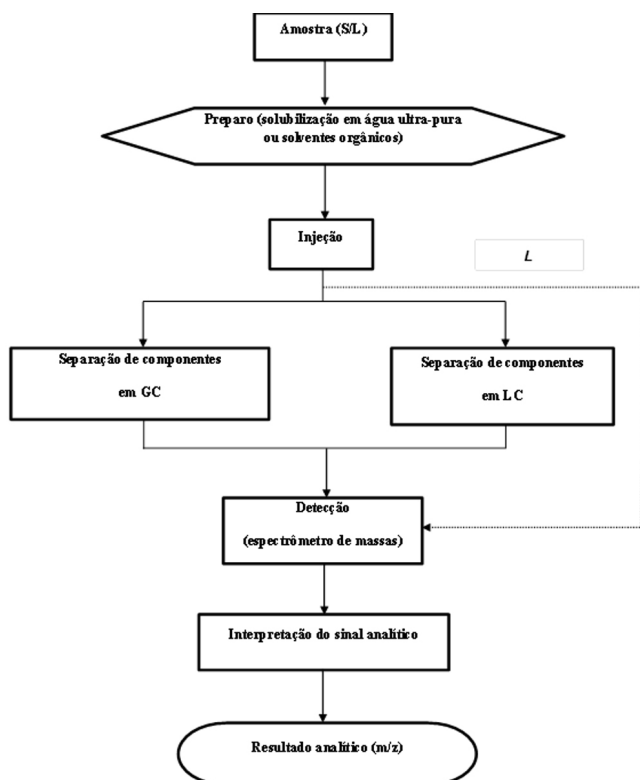 Amostra (S/L)
Preparo (solubilização em água ultra-pura
ou solventes orgânicos)
Injeção
L
Separação de componentes
em GC
Separação de componentes
em LC
Detecção
(espectrômetro de massas)
Interpretação do sinal analítico
Resultado analítico (m/z)